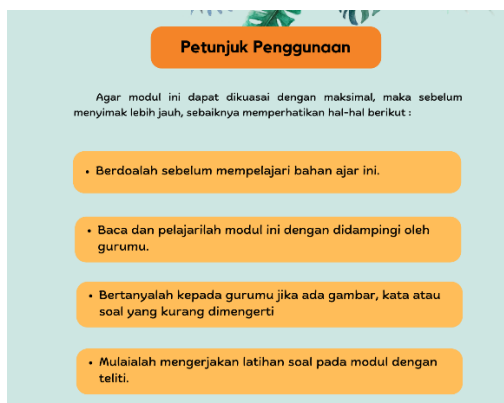 Petunjuk Penggunaan
Agar modul ini dapat dikuasai dengan maksimal, maka sebelum
menyimak lebih jauh, sebaiknya memperhatikan hal-hal berikut :
• Berdoalah sebelum mempelajari bahan ajar ini.
• Baca dan pelajarilah modul ini dengan didampingi oleh
gurumu.
• Bertanyalah kepada gurumu jika ada gambar, kata atau
soal yang kurang dimengerti
• Mulaialah mengerjakan latihan soal pada modul dengan
teliti.